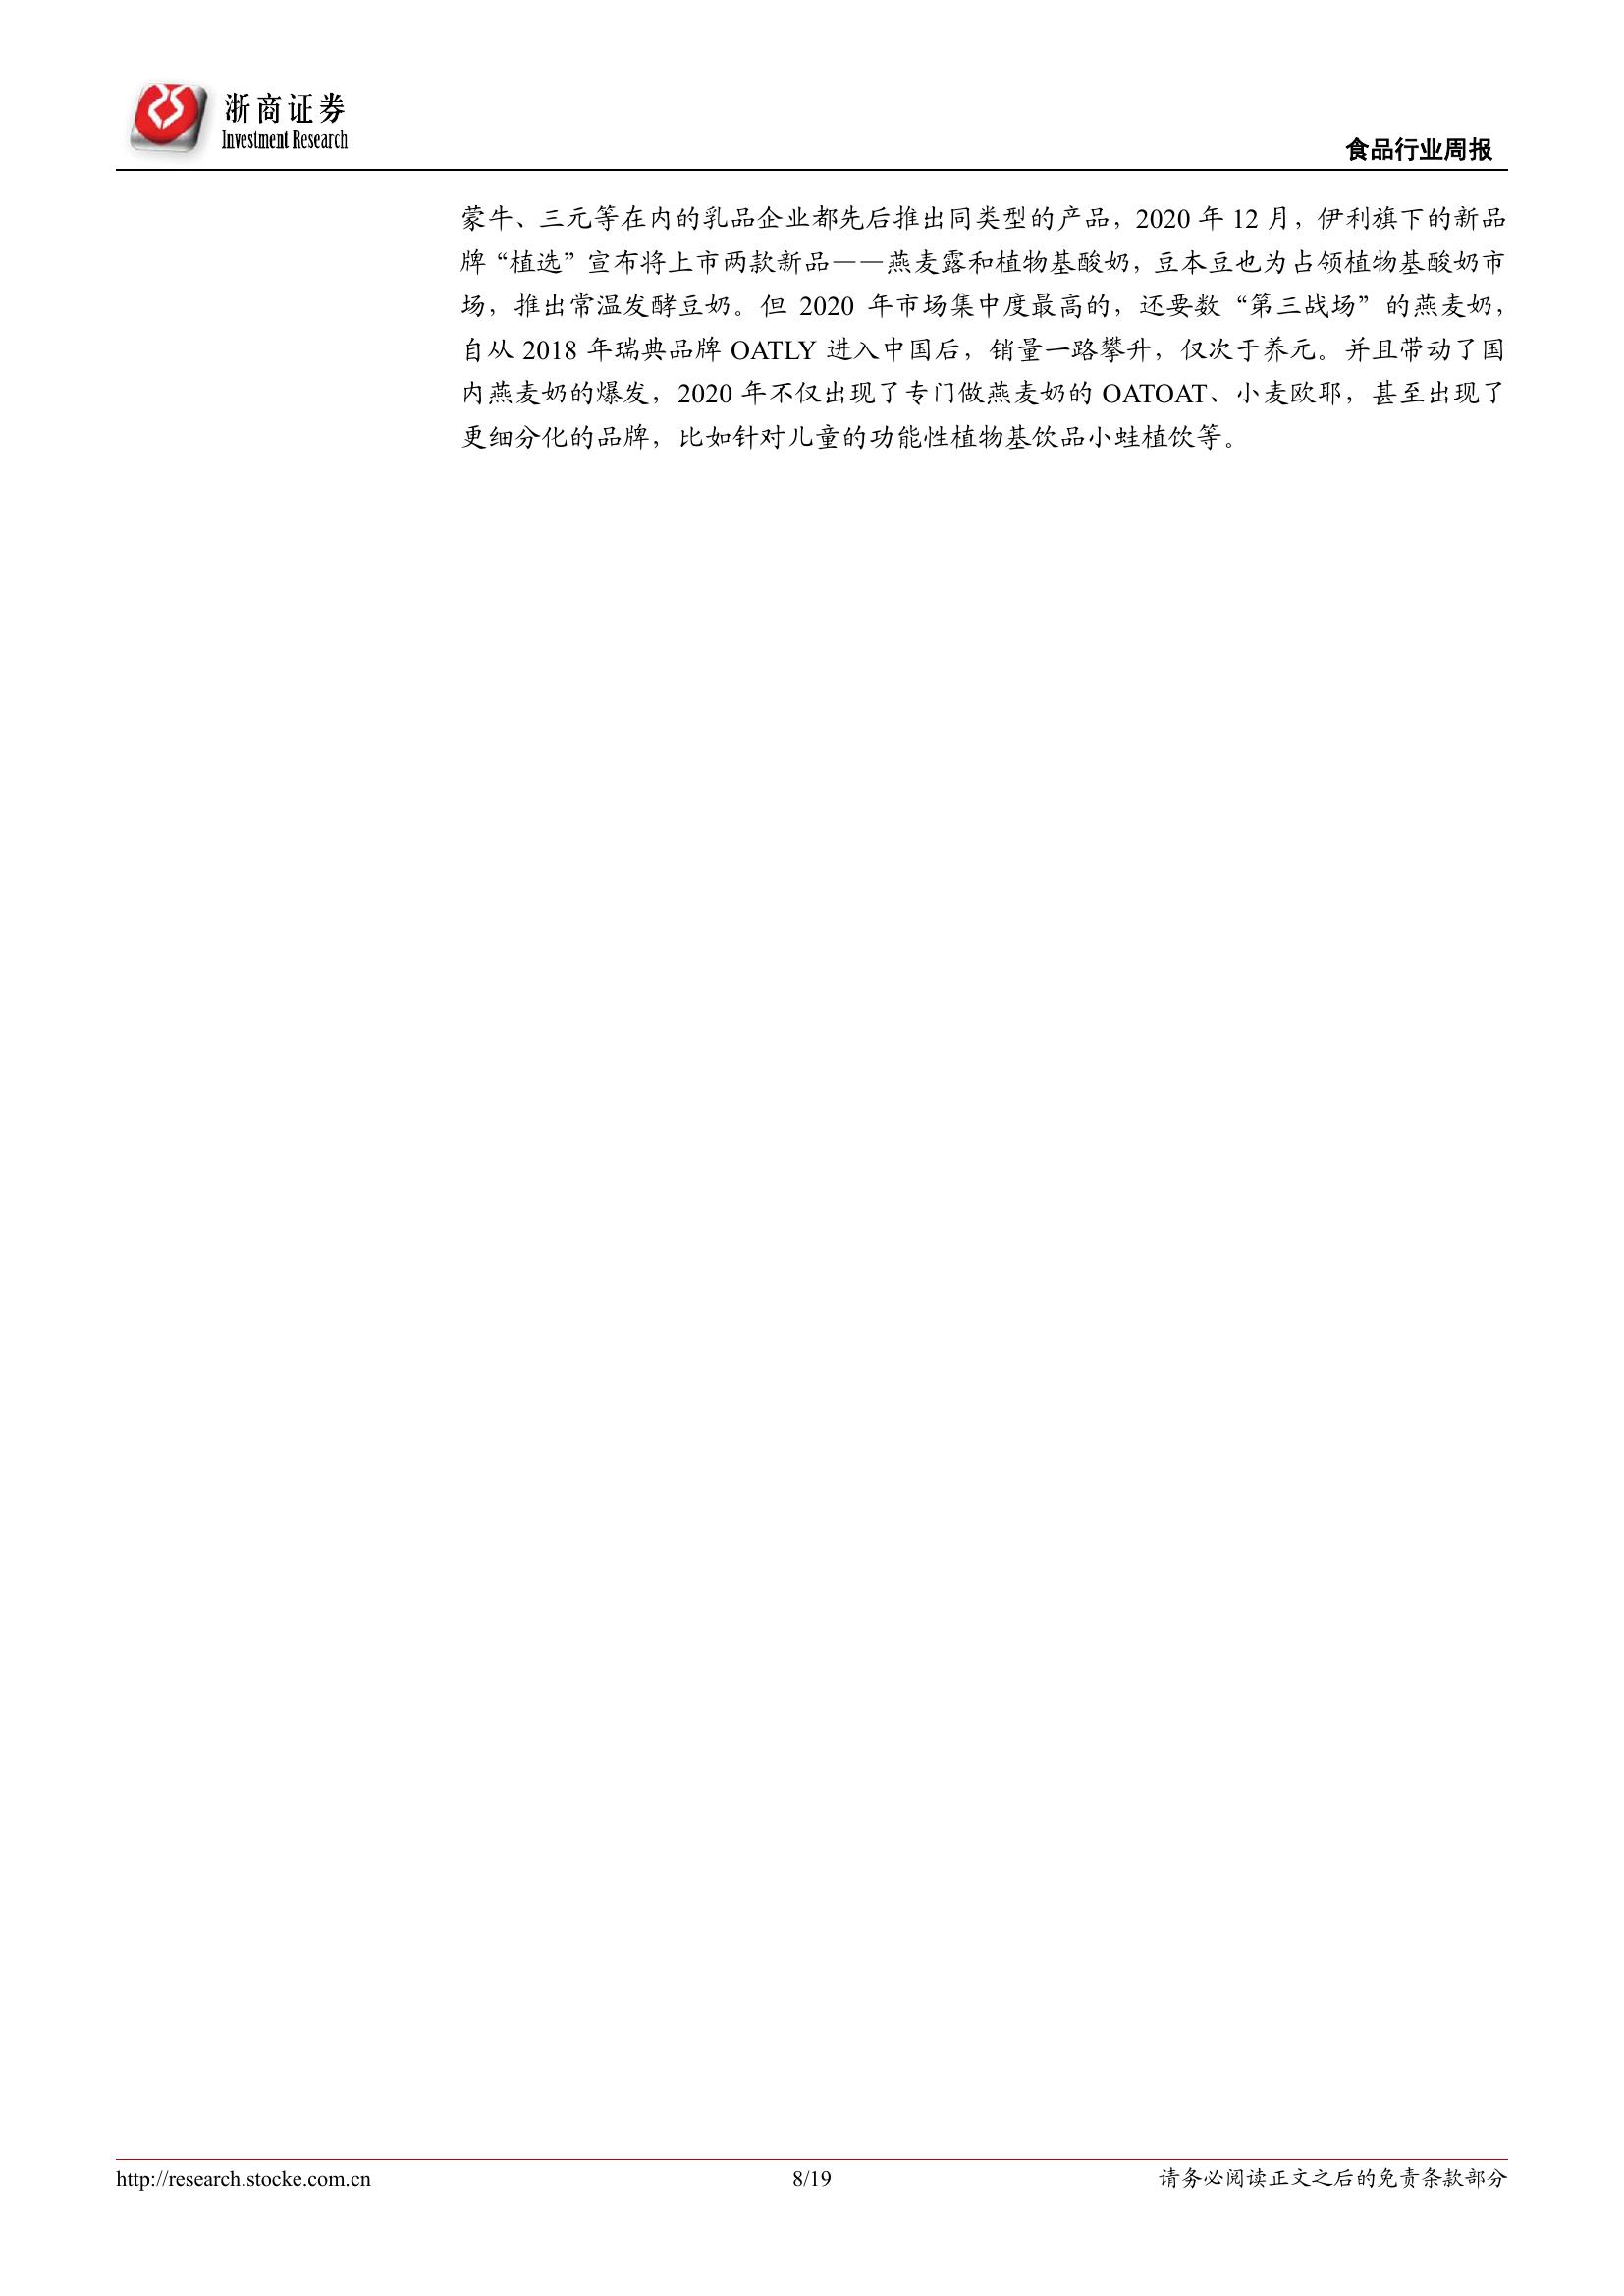 浙商证券
Investment Research
食品行业周报
蒙牛、三元等在内的乳品企业都先后推出同类型的产品，2020 年 12 月，伊利旗下的新品
牌“植选”宣布将上市两款新品——燕麦露和植物基酸奶，豆本豆也为占领植物基酸奶市
场，推出常温发酵豆奶。但 2020 年市场集中度最高的，还要数“第三战场”的燕麦奶，
自从 2018 年瑞典品牌 OATLY 进入中国后，销量一路攀升，仅次于养元。并且带动了国
内燕麦奶的爆发，2020 年不仅出现了专门做燕麦奶的 OATOAT、小麦欧耶，甚至出现了
更细分化的品牌，比如针对儿童的功能性植物基饮品小蛙植饮等。
http://research.stocke.com.cn
8/19
请务必阅读正文之后的免责条款部分